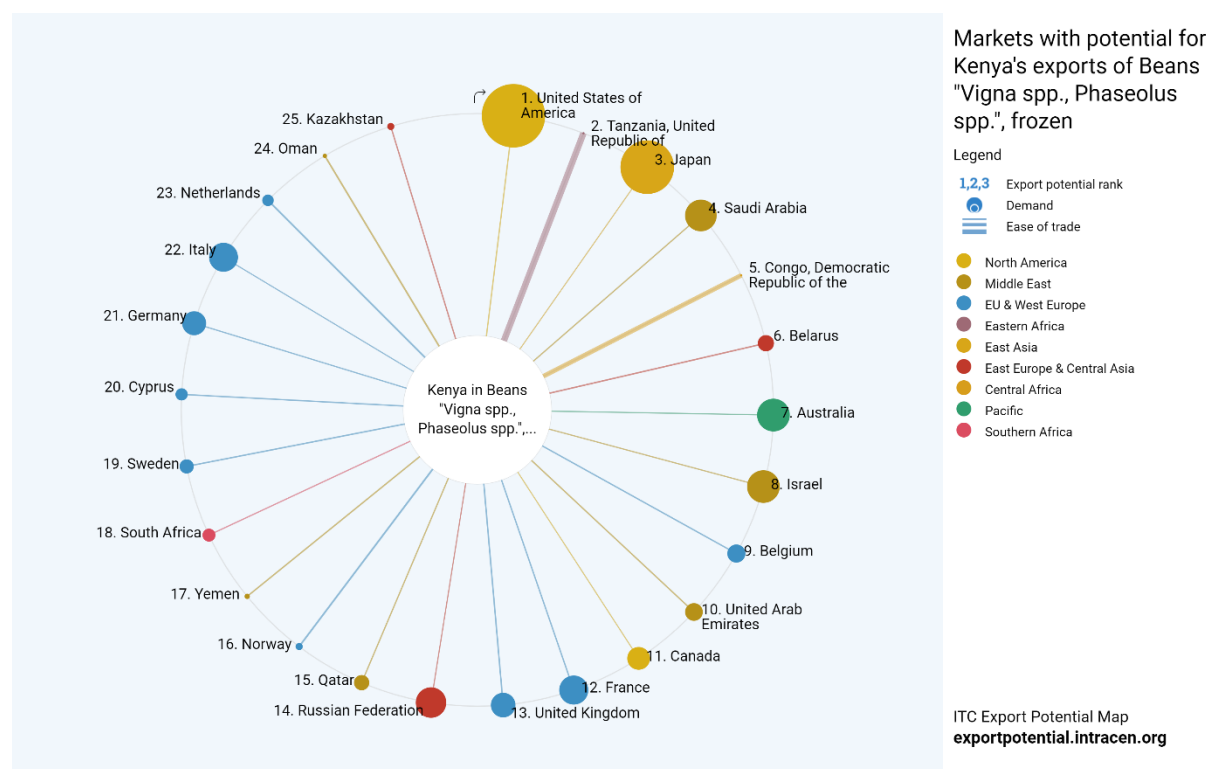 Markets with potential for
Kenya's exports of Beans
"Vigna spp., Phaseolus
spp.", frozen
Legend
1,2,3 Export potential rank
Demand
Ease of trade
North America
Middle East
EU & West Europe
Eastern Africa
East Asia
East Europe & Central Asia
Central Africa
Pacific
Southern Africa
1. United States of
America
2. Tanzania, United
Republic of
3. Japan
4. Saudi Arabia
5. Congo, Democratic
Republic of the
6. Belarus
7. Australia
8. Israel
9. Belgium
10. United Arab
Emirates
11. Canada
12. France
13. United Kingdom
14. Russian Federation
15. Qatar
16. Norway
17. Yemen
18. South Africa
19. Sweden
20. Cyprus
21. Germany
22. Italy
23. Netherlands
24. Oman
25. Kazakhstan
Kenya in Beans
"Vigna spp.,
Phaseolus spp.",...
ITC Export Potential Map
exportpotential.intracen.org